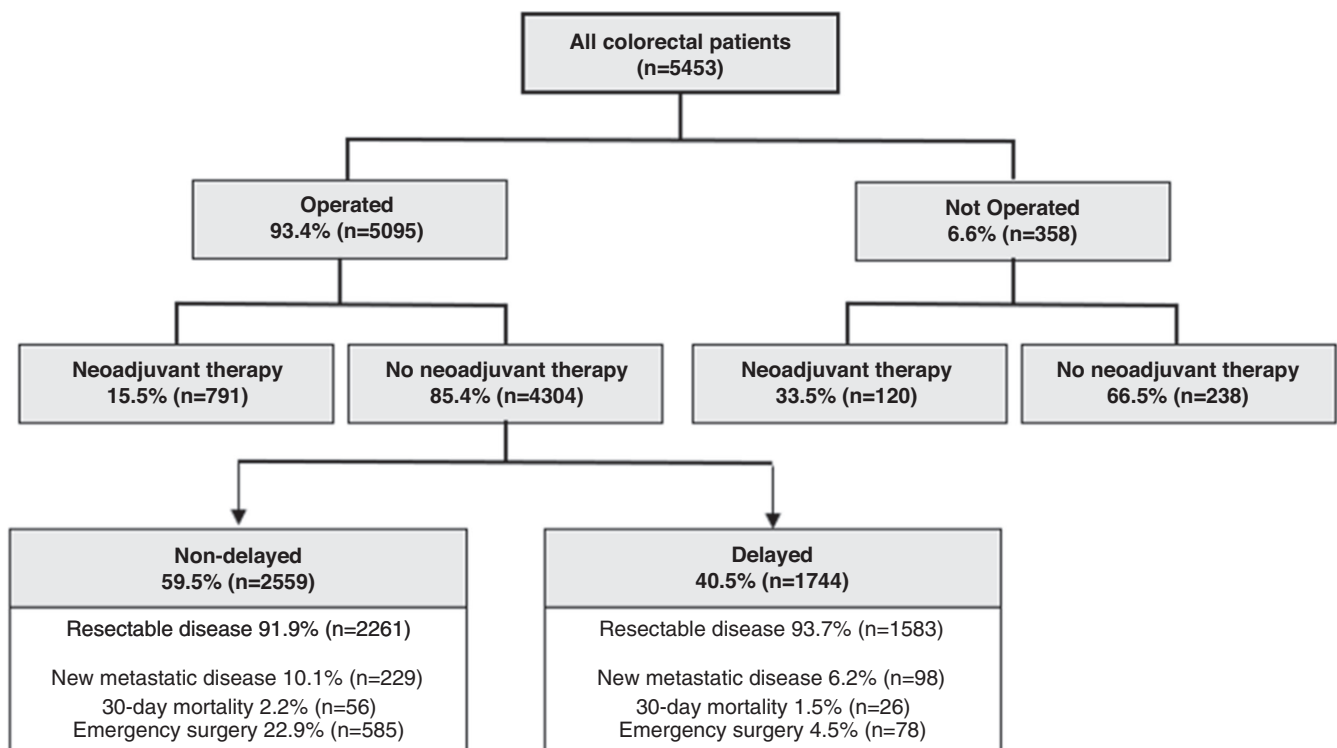 All colorectal patients
(n=5453)
Operated
93.4% (n=5095)
Not Operated
6.6% (n=358)
Neoadjuvant therapy
15.5% (n=791)
No neoadjuvant therapy
85.4% (n=4304)
Neoadjuvant therapy
33.5% (n=120)
No neoadjuvant therapy
66.5% (n=238)
Non-delayed
59.5% (n=2559)
Resectable disease 91.9% (n=2261)
New metastatic disease 10.1% (n=229)
30-day mortality 2.2% (n=56)
Emergency surgery 22.9% (n=585)
Delayed
40.5% (n=1744)
Resectable disease 93.7% (n=1583)
New metastatic disease 6.2% (n=98)
30-day mortality 1.5% (n=26)
Emergency surgery 4.5% (n=78)